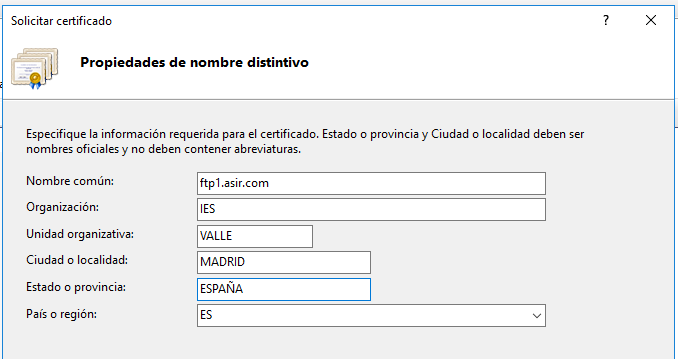 Solicitar certificado
?
Propiedades de nombre distintivo
Especifique la información requerida para el certificado. Estado o provincia y Ciudad o localidad deben ser
nombres oficiales y no deben contener abreviaturas.
Nombre común: ftp1.asir.com
Organización: IES
Unidad organizativa: VALLE
Ciudad o localidad: MADRID
Estado o provincia: ESPAÑA
País o región: ES